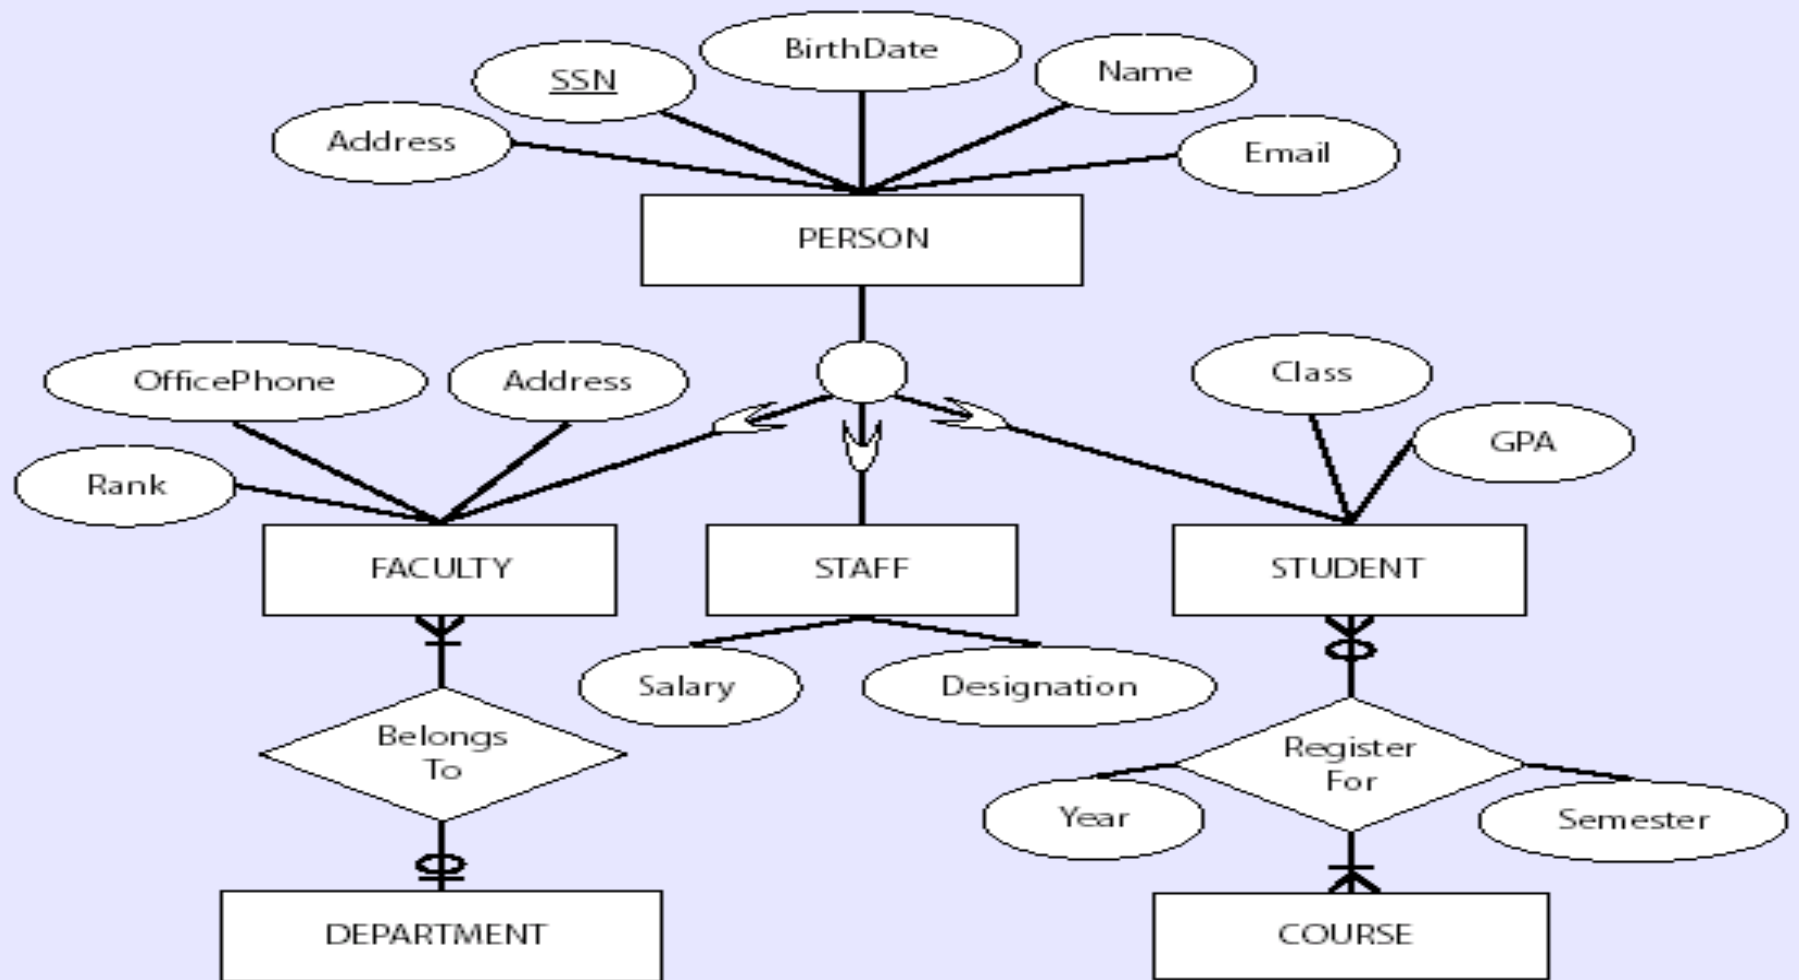 BirthDate
SSN
Name
Address
Email
PERSON
OfficePhone
Address
Class
GPA
Rank
FACULTY
STAFF
STUDENT
Salary
Designation
Belongs
To
Register
For
Year
Semester
DEPARTMENT
COURSE